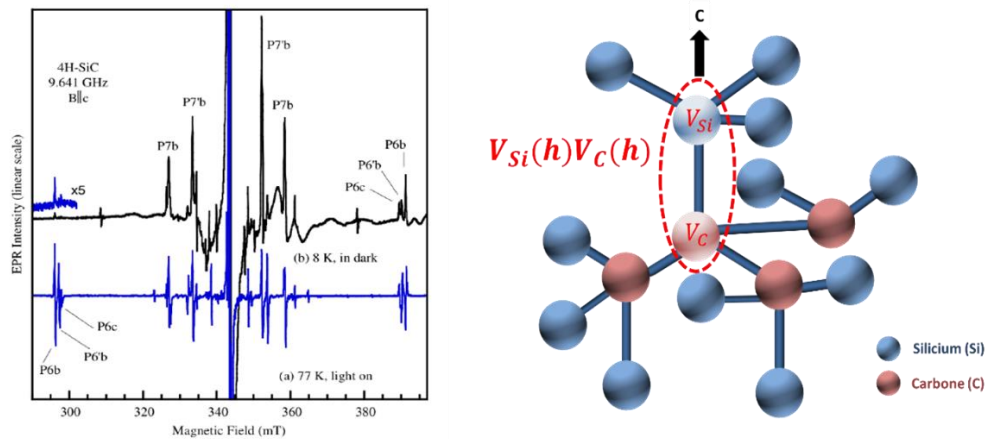 4H-SiC
9.641 GHz
B∥c
P7b
P7'b
P7'b
P7b
P6b
P6'b
P6c
x5
(b) 8 K, in dark
P6c
P6'b
P6b
(a) 77 K, light on
EPR Intensity (linear scale)
300 320 340 360 380
Magnetic Field (mT)
C
V_Si
V_Si(h)V_C(h)
V_C
Silicium (Si)
Carbone (C)